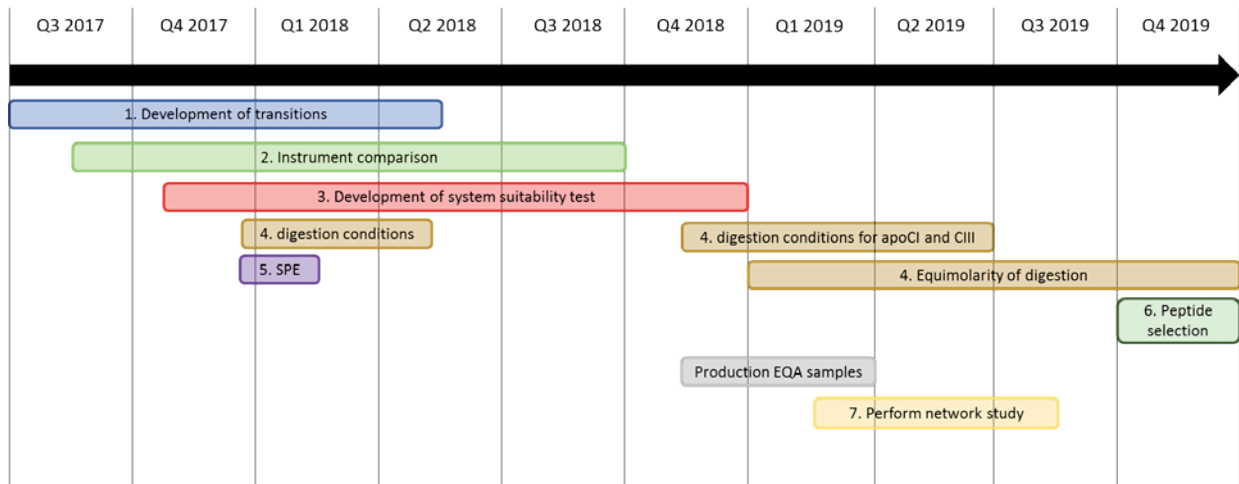 Q3 2017 Q4 2017 Q1 2018 Q2 2018 Q3 2018 Q4 2018 Q1 2019 Q2 2019 Q3 2019 Q4 2019
1. Development of transitions
2. Instrument comparison
3. Development of system suitability test
4. digestion conditions
4. digestion conditions for apoCI and CIII
5. SPE
4. Equimolarity of digestion
6. Peptide
selection
Production EQA samples
7. Perform network study